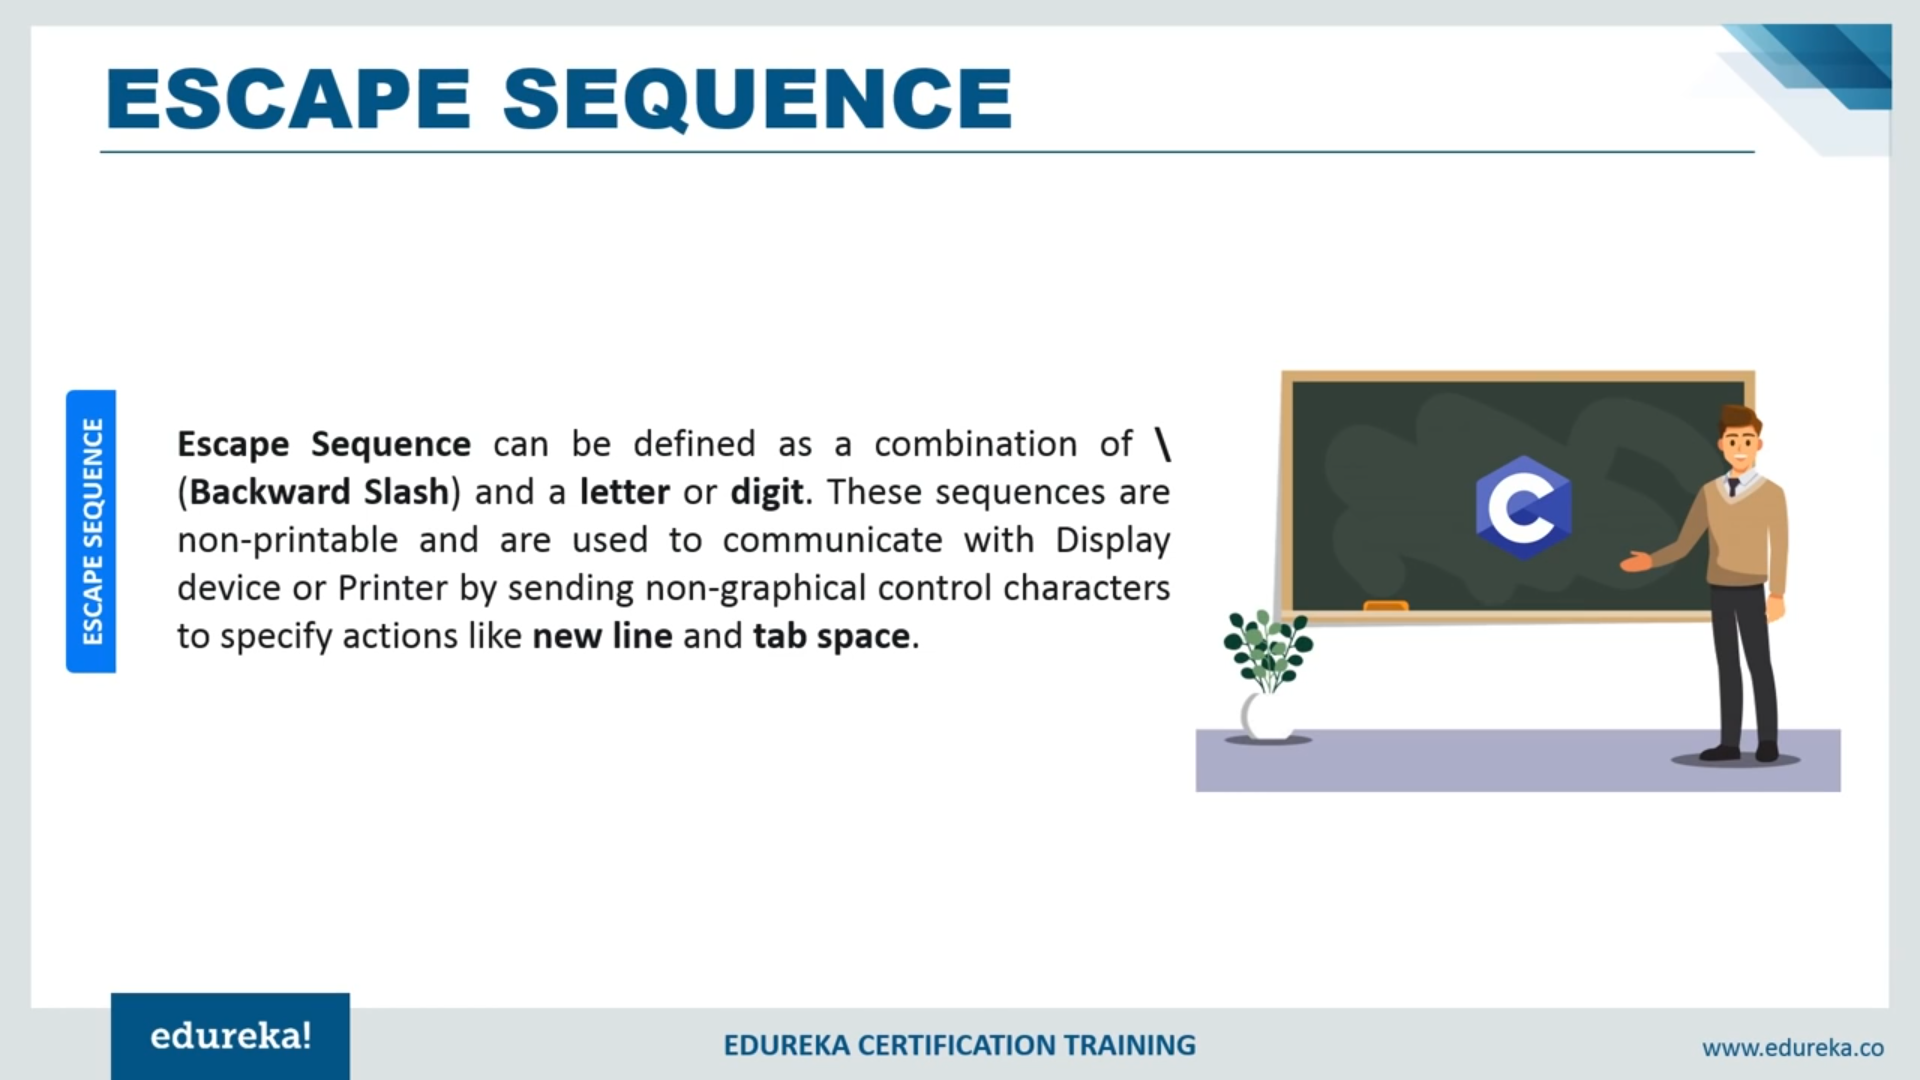 ESCAPE SEQUENCE
ESCAPE SEQUENCE
Escape Sequence can be defined as a combination of \
(Backward Slash) and a letter or digit. These sequences are
non-printable and are used to communicate with Display
device or Printer by sending non-graphical control characters
to specify actions like new line and tab space.
C
edureka!
EDUREKA CERTIFICATION TRAINING
www.edureka.co